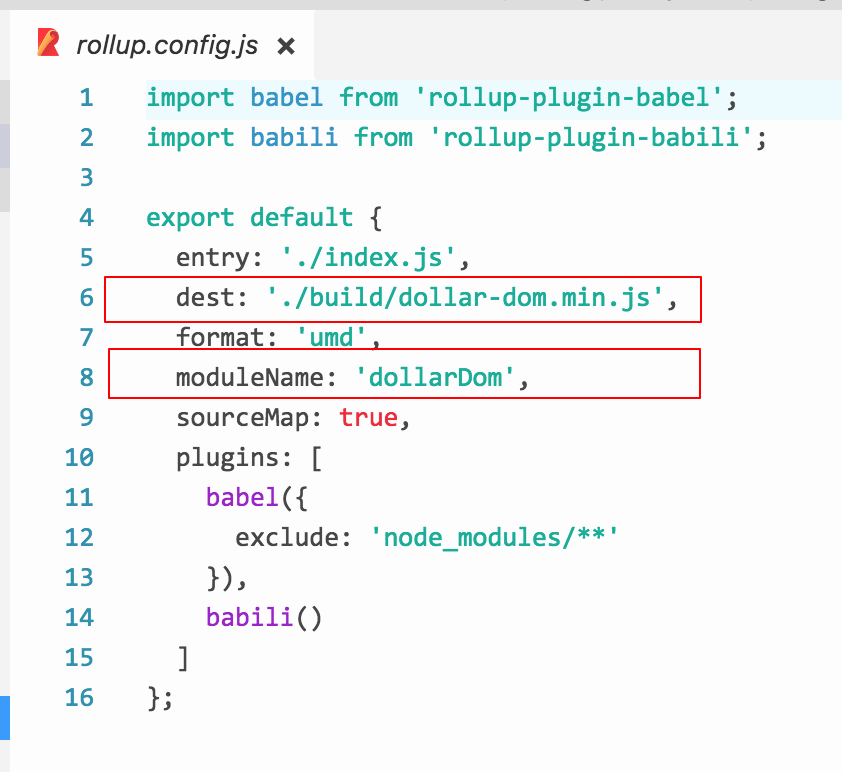 rollup.config.js ×
1 import babel from 'rollup-plugin-babel';
2 import babili from 'rollup-plugin-babili';
3
4 export default {
5 entry: './index.js',
6 dest: './build/dollar-dom.min.js',
7 format: 'umd',
8 moduleName: 'dollarDom',
9 sourceMap: true,
10 plugins: [
11 babel({
12 exclude: 'node_modules/**'
13 }),
14 babili()
15 ]
16 };